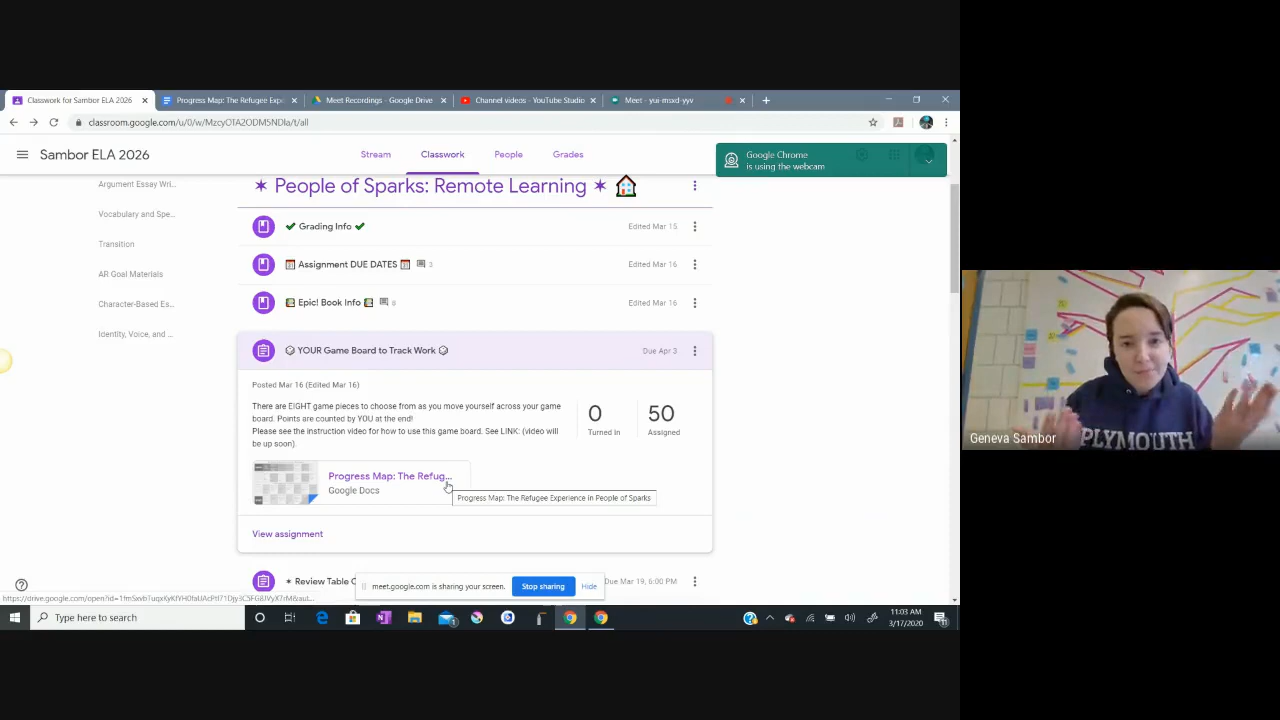 Classwork for Sambor ELA 2026
Progress Map: The Refugee Exp
Meet Recordings - Google Drive
Channel videos - YouTube Studio
Meet - yui-msxd-yyv
Sambor ELA 2026
Stream
Classwork
People
Grades
Google Chrome
is using the webcam
Argument Essay Wri...
Vocabulary and Spe...
Transition
AR Goal Materials
Character-Based Es...
Identity, Voice, and ...
✶ People of Sparks: Remote Learning ✶ 🏠
✔ Grading Info ✔
Edited Mar 15
Assignment DUE DATES
3
Edited Mar 16
Epic! Book Info
Edited Mar 16
YOUR Game Board to Track Work
Due Apr 3
Posted Mar 16 (Edited Mar 16)
There are EIGHT game pieces to choose from as you move yourself across your game
board. Points are counted by YOU at the end!
Please see the instruction video for how to use this game board. See LINK: (video will
be up soon).
0
Turned in
50
Assigned
Progress Map: The Refug...
Google Docs
Progress Map: The Refugee Experience in People of Sparks
View assignment
✶ Review Table
Due Mar 19, 6:00 PM
meet.google.com is sharing your screen.
Stop sharing
Hide
Type here to search
11:03 AM
3/17/2020
Geneva Sambor
PLYMOUTH